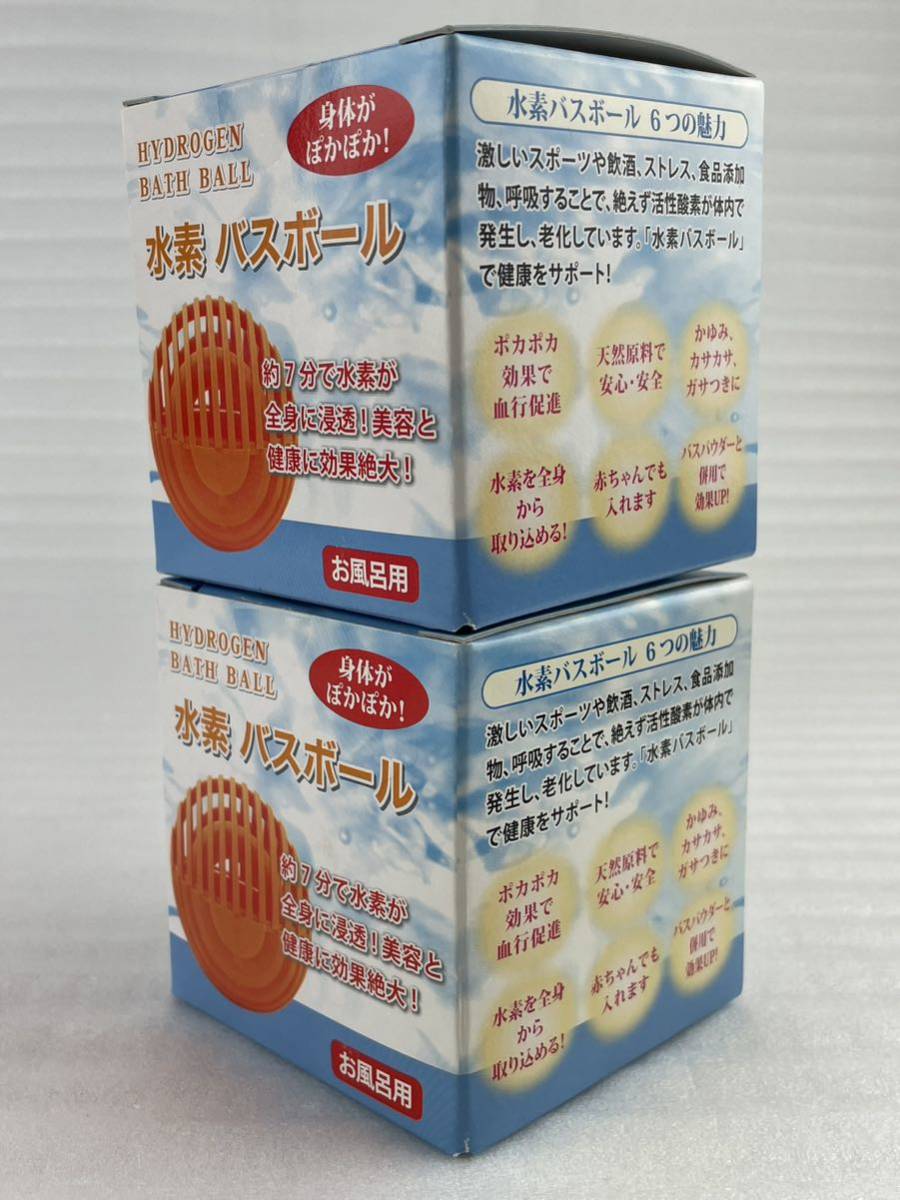 HYDROGEN
BATH BALL
身体が
ぽかぽか!
水素 バスボール
約7分で水素が
全身に浸透!美容と
健康に効果絶大!
お風呂用
水素バスボール 6つの魅力
激しいスポーツや飲酒、ストレス、食品添加
物、呼吸することで、絶えず活性酸素が体内で
発生し、老化しています。「水素バスボール」
で健康をサポート!
ポカポカ
効果で
血行促進
天然原料で
安心・安全
かゆみ、
カサカサ、
ガサつきに
水素を全身
から
取り込める!
赤ちゃんでも
入れます
バスパウダーと
併用で
効果UP!
HYDROGEN
BATH BALL
身体が
ぽかぽか!
水素 バスボール
約7分で水素が
全身に浸透!美容と
健康に効果絶大!
お風呂用
水素バスボール 6つの魅力
激しいスポーツや飲酒、ストレス、食品添加
物、呼吸することで、絶えず活性酸素が体内で
発生し、老化しています。「水素バスボール」
で健康をサポート!
ポカポカ
効果で
血行促進
天然原料で
安心・安全
かゆみ、
カサカサ、
ガサつきに
水素を全身
から
取り込める!
赤ちゃんでも
入れます
バスパウダーと
併用で
効果UP!